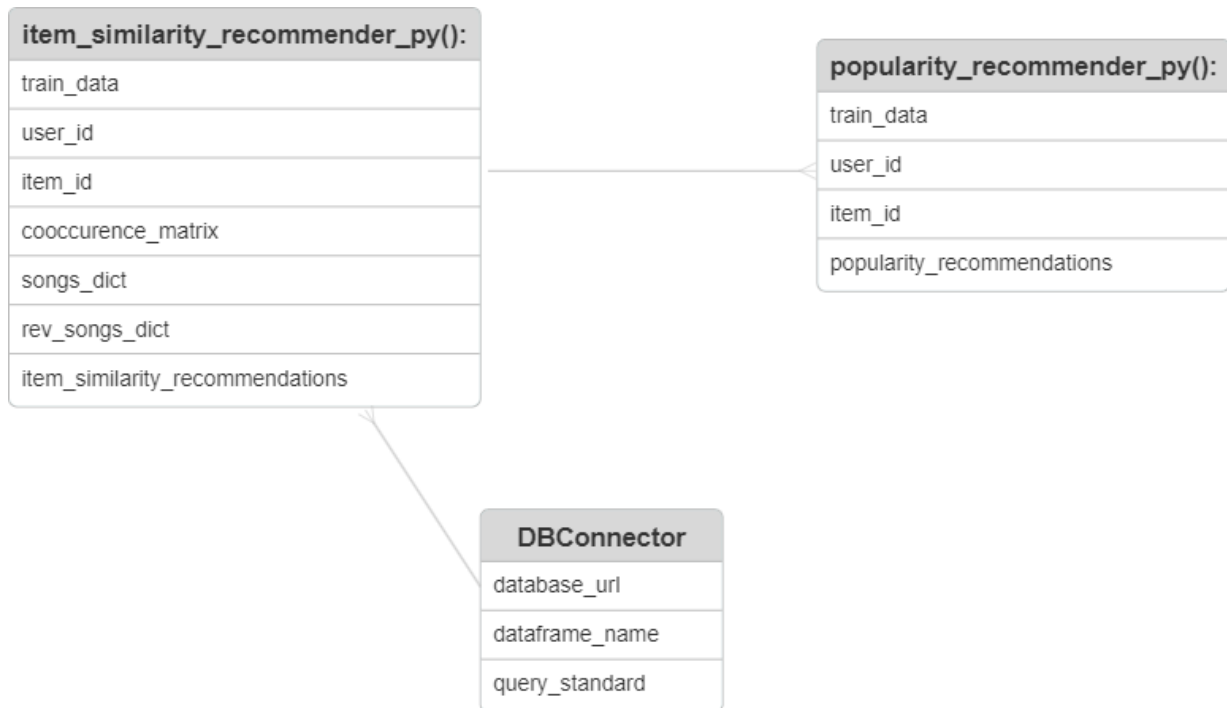 item_similarity_recommender_py():
train_data
user_id
item_id
cooccurence_matrix
songs_dict
rev_songs_dict
item_similarity_recommendations
popularity_recommender_py():
train_data
user_id
item_id
popularity_recommendations
DBConnector
database_url
dataframe_name
query_standard